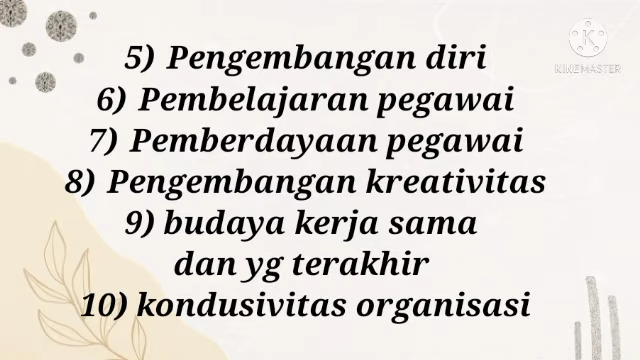 KINEMASTER
5) Pengembangan diri
6) Pembelajaran pegawai
7) Pemberdayaan pegawai
8) Pengembangan kreativitas
9) budaya kerja sama
dan yg terakhir
10) kondusivitas organisasi